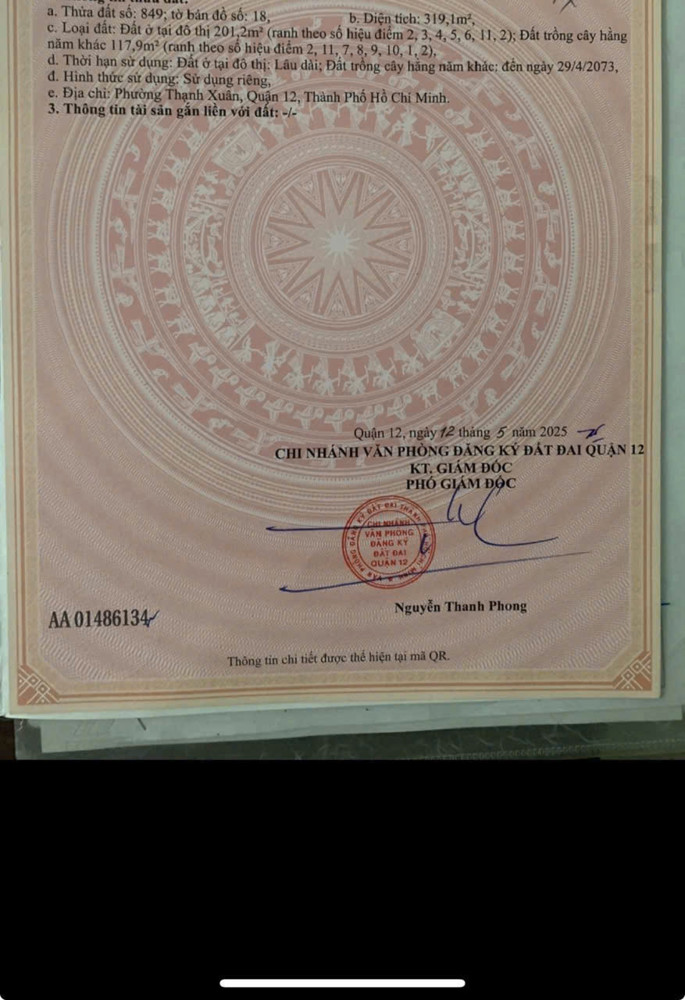 a. Thửa đất số: 849; tờ bản đồ số: 18, b. Diện tích: 319,1m²,
c. Loại đất: Đất ở tại đô thị 201,2m² (ranh theo số hiệu điểm 2, 3, 4, 5, 6, 11, 2); Đất trồng cây hằng
năm khác 117,9m² (ranh theo số hiệu điểm 2, 11, 7, 8, 9, 10, 1, 2),
d. Thời hạn sử dụng: Đất ở tại đô thị: Lâu dài; Đất trồng cây hằng năm khác: đến ngày 29/4/2073,
đ. Hình thức sử dụng: Sử dụng riêng,
e. Địa chỉ: Phường Thạnh Xuân, Quận 12, Thành Phố Hồ Chí Minh.
3. Thông tin tài sản gắn liền với đất: -/-
Quận 12, ngày 12 tháng 5 năm 2025
CHI NHÁNH VĂN PHÒNG ĐĂNG KÝ ĐẤT ĐAI QUẬN 12
KT. GIÁM ĐỐC
PHÓ GIÁM ĐỐC
CHI NHÁNH
VĂN PHÒNG
ĐĂNG KÝ
ĐẤT ĐAI
QUẬN 12
Nguyễn Thanh Phong
AA 01486134
Thông tin chi tiết được thể hiện tại mã QR.